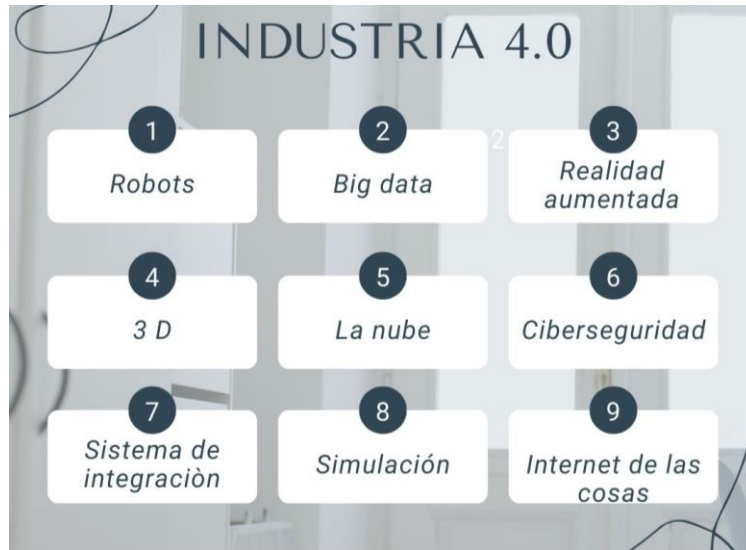 INDUSTRIA 4.0
1
2
2
3
Robots
Big data
Realidad
aumentada
4
5
6
3 D
La nube
Ciberseguridad
7
8
9
Sistema de
integraciòn
Simulación
Internet de las
cosas